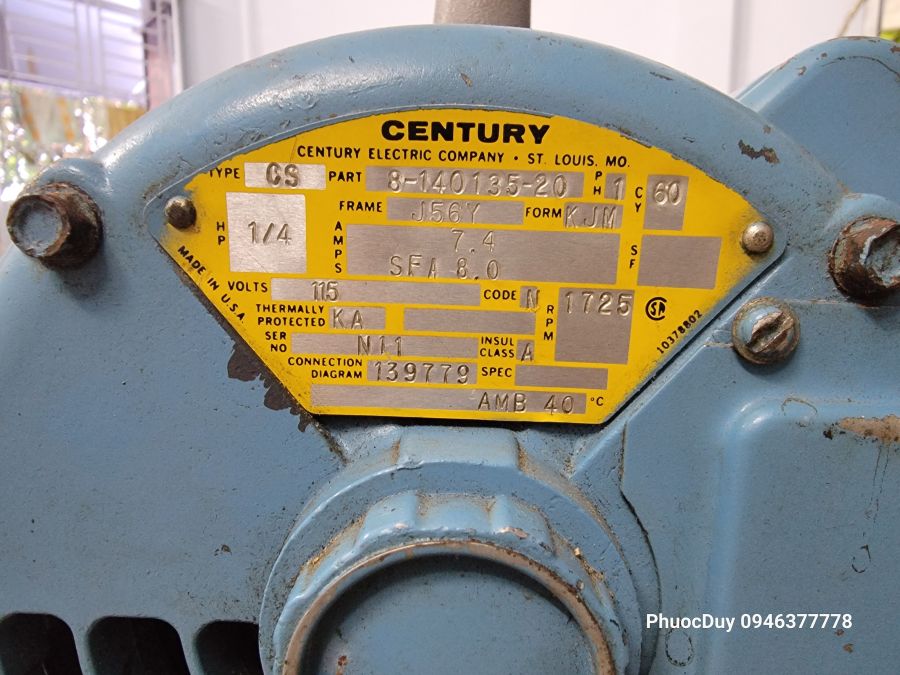 CENTURY
CENTURY ELECTRIC COMPANY · ST. LOUIS, MO.
TYPE CS PART 8-140135-20 PH 1 CY 60
FRAME J56Y FORM KJM
HP 1/4 AMPS 7.4 SF
SFA 8.0
VOLTS 115 CODE N RPM 1725
THERMALLY PROTECTED KA
SER NO N11 INSUL CLASS A
CONNECTION DIAGRAM 139779 SPEC
AMB 40 °C
MADE IN U.S.A.
SA
10378802
PhuocDuy 0946377778